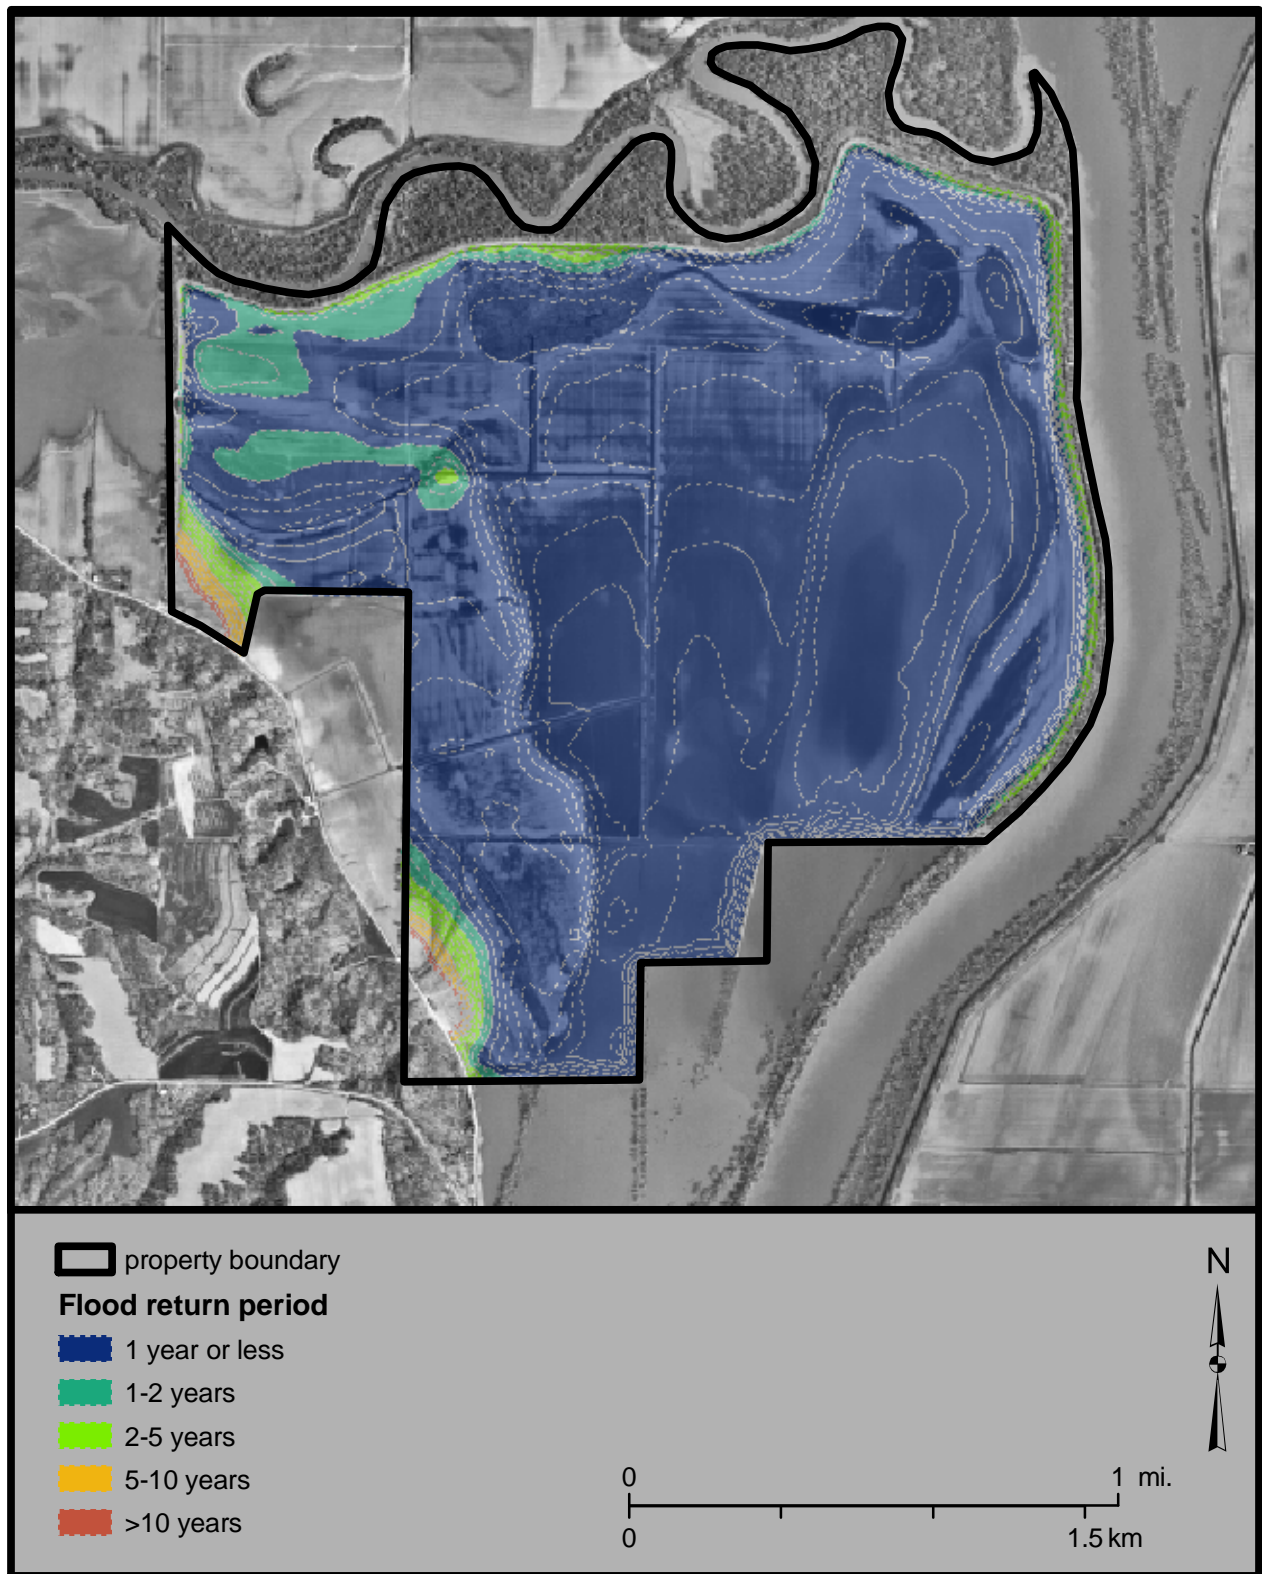 property boundary
N
Flood return period
1 year or less
1-2 years
2-5 years
5-10 years
>10 years
0 1 mi.
0 1.5 km